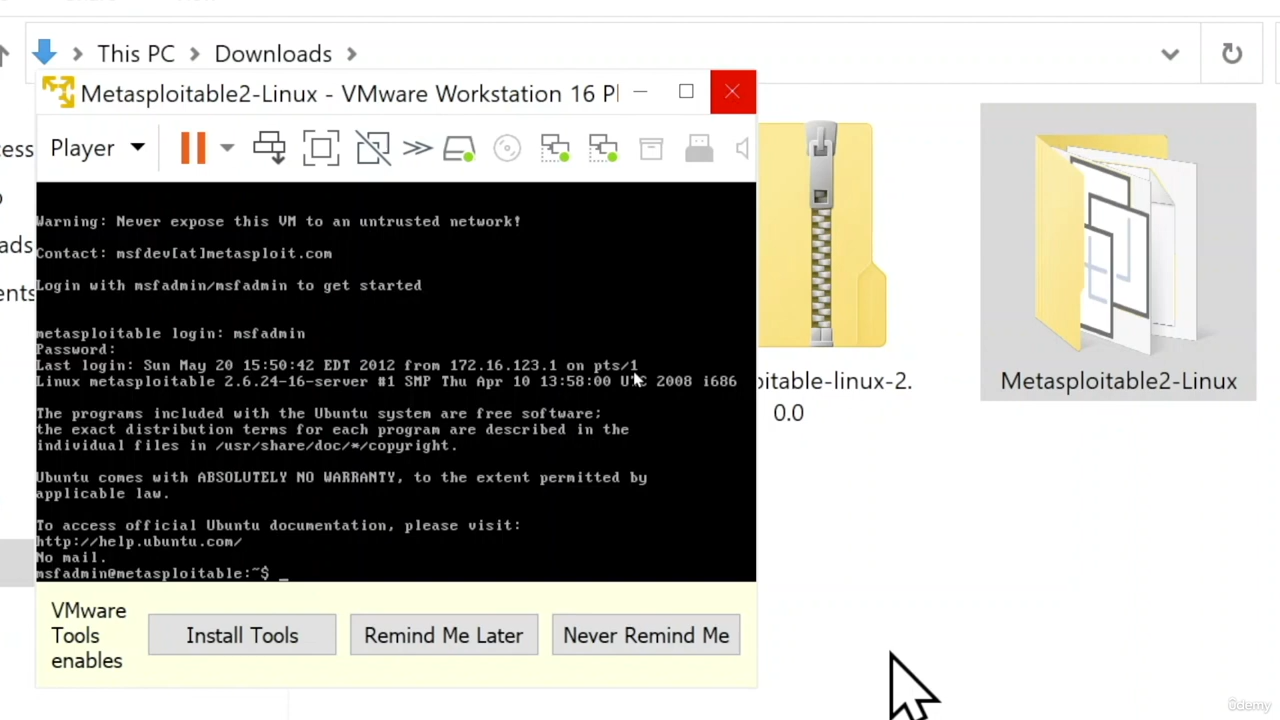 This PC > Downloads >
Metasploitable2-Linux - VMware Workstation 16 Pl
Player
Warning: Never expose this VM to an untrusted network!
Contact: msfdev[at]metasploit.com
Login with msfadmin/msfadmin to get started
metasploitable login: msfadmin
Password:
Last login: Sun May 20 15:50:42 EDT 2012 from 172.16.123.1 on pts/1
Linux metasploitable 2.6.24-16-server #1 SMP Thu Apr 10 13:58:00 UTC 2008 i686
The programs included with the Ubuntu system are free software;
the exact distribution terms for each program are described in the
individual files in /usr/share/doc/*/copyright.
Ubuntu comes with ABSOLUTELY NO WARRANTY, to the extent permitted by
applicable law.
To access official Ubuntu documentation, please visit:
http://help.ubuntu.com/
No mail.
msfadmin@metasploitable:~$ _
VMware
Tools
enables
Install Tools
Remind Me Later
Never Remind Me
cess
ads
ents
oitable-linux-2.
0.0
Metasploitable2-Linux
ûdemy